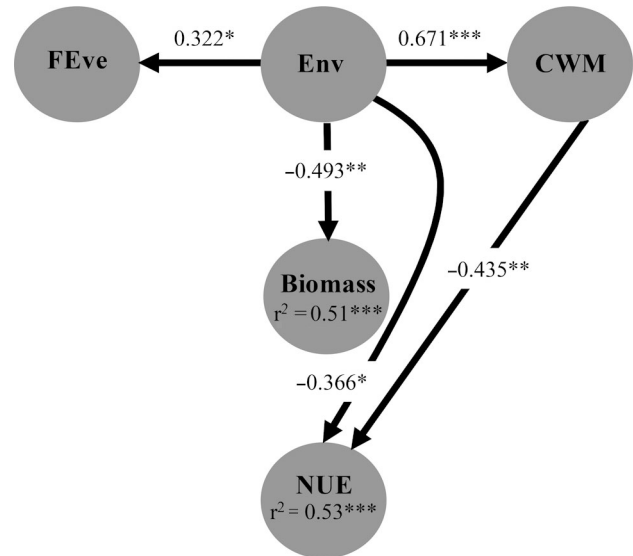 0.322*
0.671***
FEve
Env
CWM
−0.493**
−0.435**
Biomass
r² = 0.51***
−0.366*
NUE
r² = 0.53***